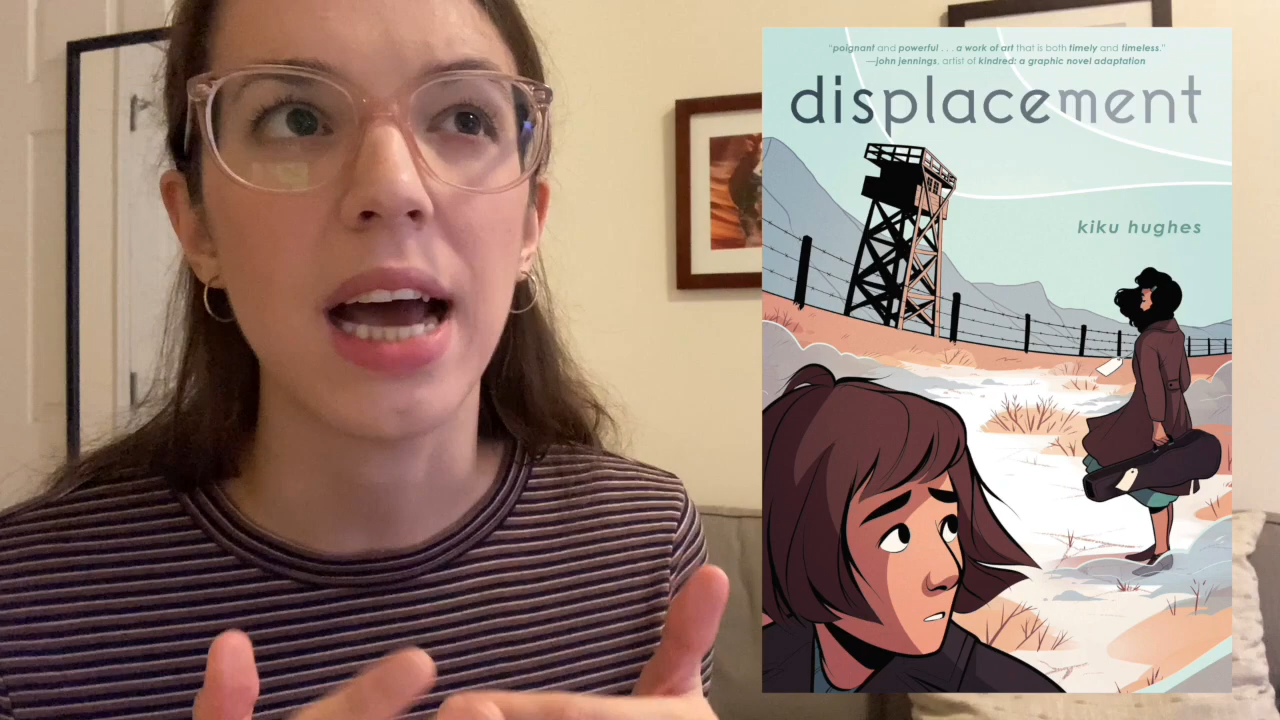 "poignant and powerful . . . a work of art that is both timely and timeless."
—john jennings, artist of kindred: a graphic novel adaptation
displacement
kiku hughes